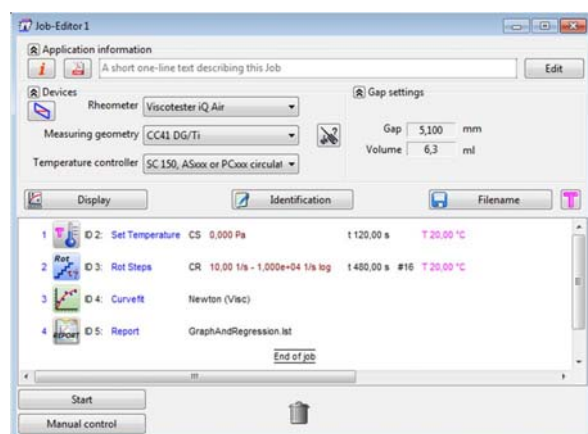 Job-Editor1
Application information
A short one-line text describing this Job
Edit
Devices
Rheometer Viscotester iQ Air
Measuring geometry CC41 DG/Ti
Temperature controller SC 150, ASxxx or PCxxx circulat
Gap settings
Gap 5,100 mm
Volume 6,3 ml
Display Identification Filename T
1 ID 2: Set Temperature CS 0,000 Pa t 120,00 s T 20,00 °C
2 Rot ID 3: Rot Steps CR 10,00 1/s - 1,000e+04 1/s log t 480,00 s #16 T 20,00 °C
3 ID 4: Curvefit Newton (Visc)
4 REPORT ID 5: Report GraphAndRegression.lst
End of job
Start
Manual control